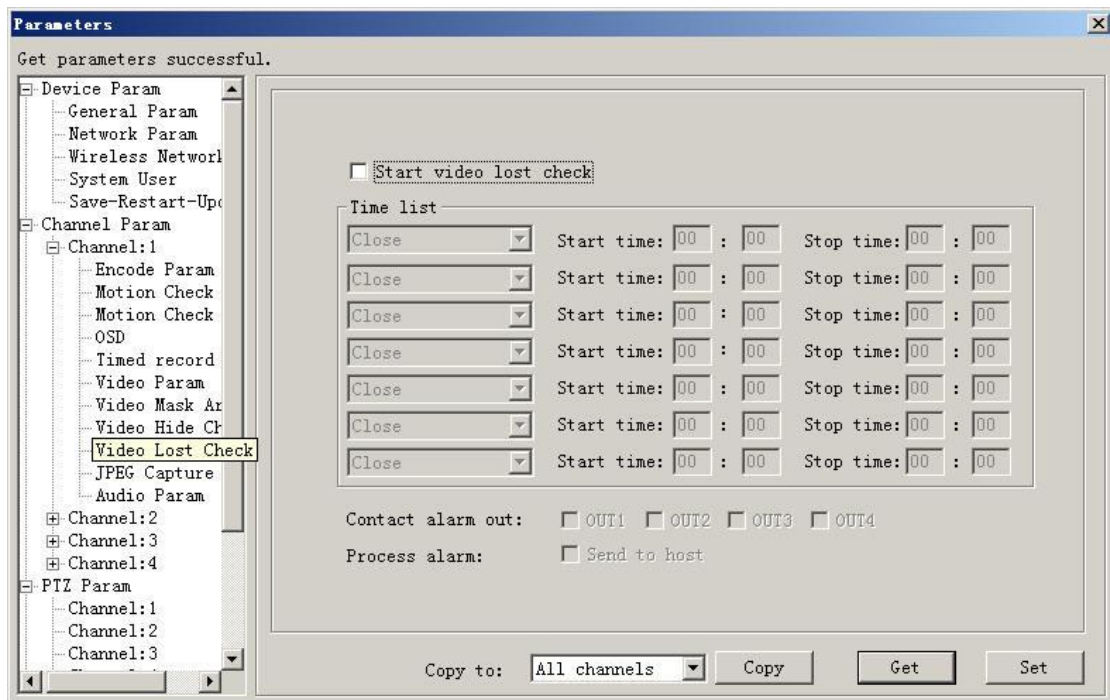 Parameters
Get parameters successful.
Device Param
General Param
Network Param
Wireless Network
System User
Save-Restart-Up
Channel Param
Channel:1
Encode Param
Motion Check
Motion Check
OSD
Timed record
Video Param
Video Mask Ar
Video Hide Ch
Video Lost Check
JPEG Capture
Audio Param
Channel:2
Channel:3
Channel:4
PTZ Param
Channel:1
Channel:2
Channel:3
Start video lost check
Time list
Close Start time: 00 : 00 Stop time: 00 : 00
Close Start time: 00 : 00 Stop time: 00 : 00
Close Start time: 00 : 00 Stop time: 00 : 00
Close Start time: 00 : 00 Stop time: 00 : 00
Close Start time: 00 : 00 Stop time: 00 : 00
Close Start time: 00 : 00 Stop time: 00 : 00
Close Start time: 00 : 00 Stop time: 00 : 00
Contact alarm out: OUT1 OUT2 OUT3 OUT4
Process alarm: Send to host
Copy to: All channels Copy Get Set